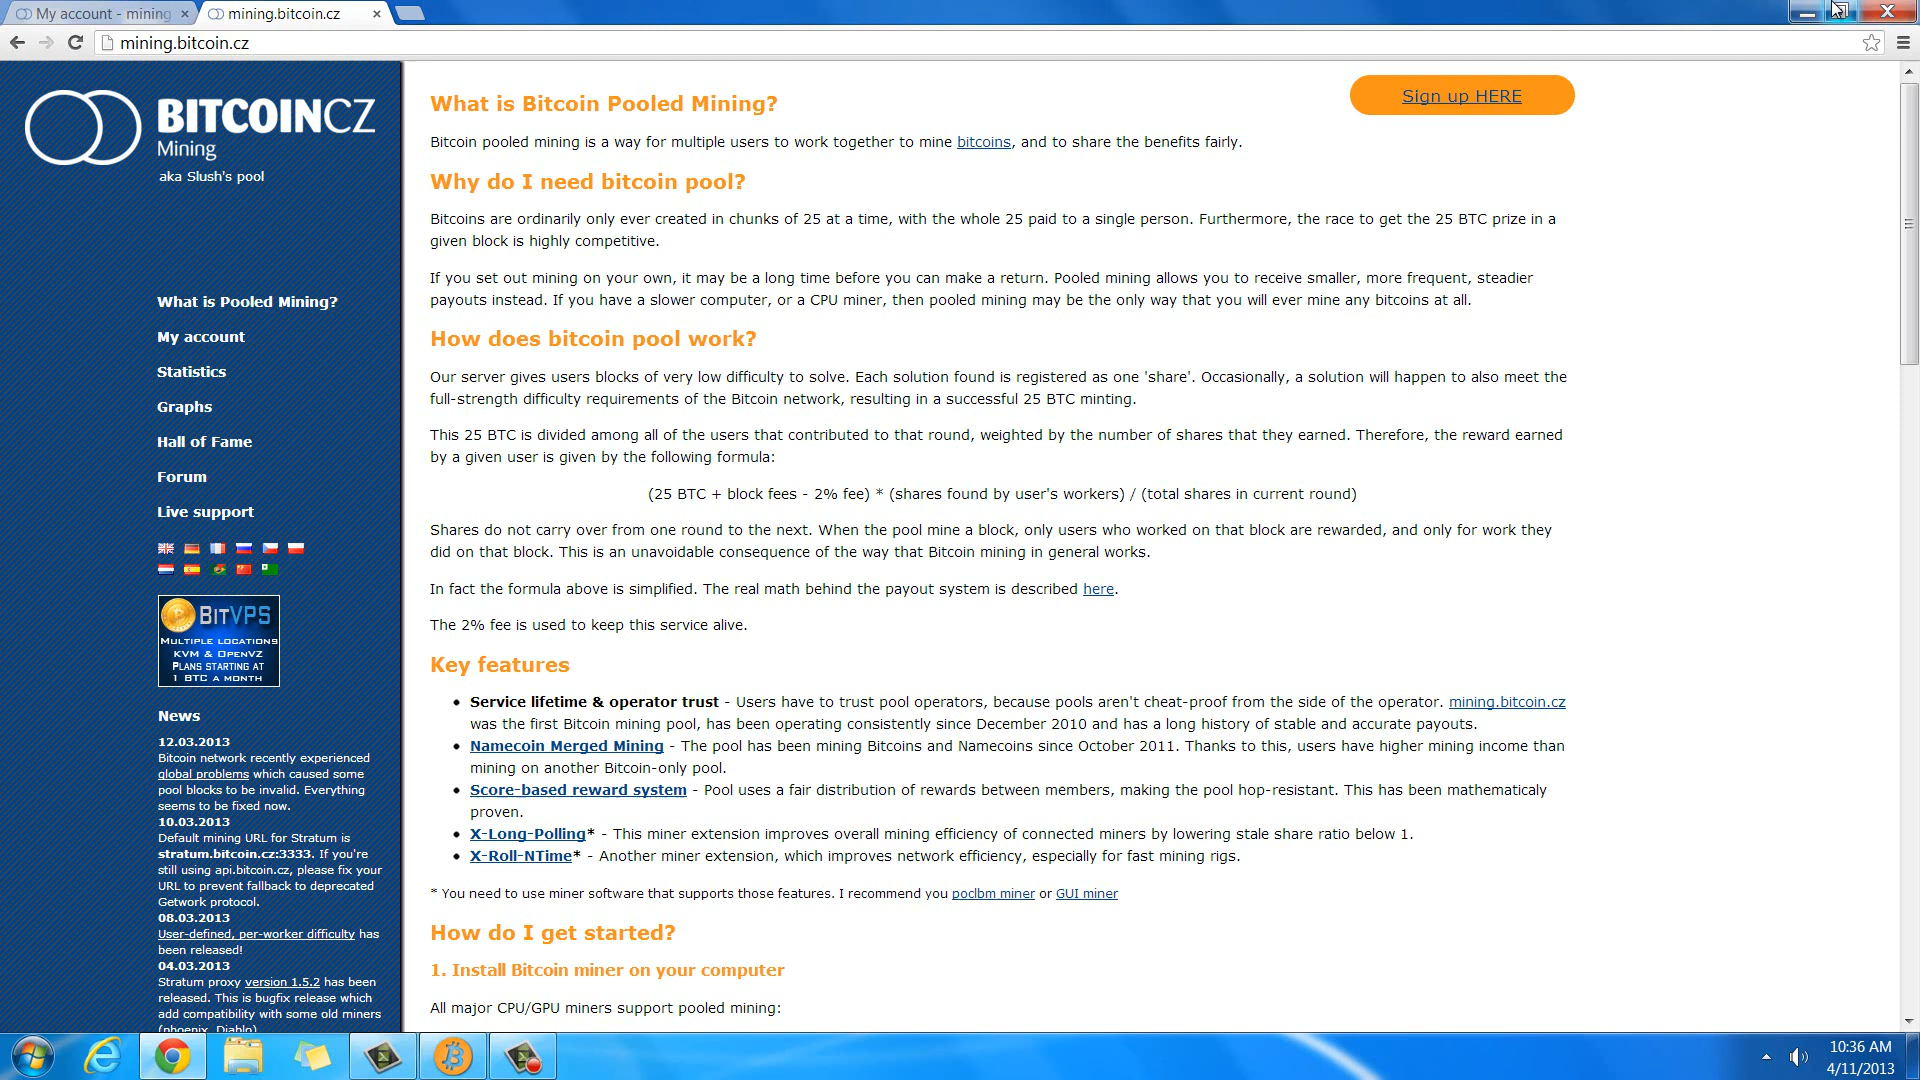 My account - mining
mining.bitcoin.cz
mining.bitcoin.cz
BITCOINCZ
Mining
aka Slush's pool
What is Pooled Mining?
My account
Statistics
Graphs
Hall of Fame
Forum
Live support
BITVPS
MULTIPLE LOCATIONS
KVM & OPENVZ
PLANS STARTING AT
1 BTC A MONTH
News
12.03.2013
Bitcoin network recently experienced
global problems which caused some
pool blocks to be invalid. Everything
seems to be fixed now.
10.03.2013
Default mining URL for Stratum is
stratum.bitcoin.cz:3333. If you're
still using api.bitcoin.cz, please fix your
URL to prevent fallback to deprecated
Getwork protocol.
08.03.2013
User-defined, per-worker difficulty has
been released!
04.03.2013
Stratum proxy version 1.5.2 has been
released. This is bugfix release which
add compatibility with some old miners
(phoenix, Diablo)
Sign up HERE
What is Bitcoin Pooled Mining?
Bitcoin pooled mining is a way for multiple users to work together to mine bitcoins, and to share the benefits fairly.
Why do I need bitcoin pool?
Bitcoins are ordinarily only ever created in chunks of 25 at a time, with the whole 25 paid to a single person. Furthermore, the race to get the 25 BTC prize in a
given block is highly competitive.
If you set out mining on your own, it may be a long time before you can make a return. Pooled mining allows you to receive smaller, more frequent, steadier
payouts instead. If you have a slower computer, or a CPU miner, then pooled mining may be the only way that you will ever mine any bitcoins at all.
How does bitcoin pool work?
Our server gives users blocks of very low difficulty to solve. Each solution found is registered as one 'share'. Occasionally, a solution will happen to also meet the
full-strength difficulty requirements of the Bitcoin network, resulting in a successful 25 BTC minting.
This 25 BTC is divided among all of the users that contributed to that round, weighted by the number of shares that they earned. Therefore, the reward earned
by a given user is given by the following formula:
(25 BTC + block fees - 2% fee) * (shares found by user's workers) / (total shares in current round)
Shares do not carry over from one round to the next. When the pool mine a block, only users who worked on that block are rewarded, and only for work they
did on that block. This is an unavoidable consequence of the way that Bitcoin mining in general works.
In fact the formula above is simplified. The real math behind the payout system is described here.
The 2% fee is used to keep this service alive.
Key features
• Service lifetime & operator trust - Users have to trust pool operators, because pools aren't cheat-proof from the side of the operator. mining.bitcoin.cz
was the first Bitcoin mining pool, has been operating consistently since December 2010 and has a long history of stable and accurate payouts.
• Namecoin Merged Mining - The pool has been mining Bitcoins and Namecoins since October 2011. Thanks to this, users have higher mining income than
mining on another Bitcoin-only pool.
• Score-based reward system - Pool uses a fair distribution of rewards between members, making the pool hop-resistant. This has been mathematicaly
proven.
• X-Long-Polling* - This miner extension improves overall mining efficiency of connected miners by lowering stale share ratio below 1.
• X-Roll-NTime* - Another miner extension, which improves network efficiency, especially for fast mining rigs.
* You need to use miner software that supports those features. I recommend you poclbm miner or GUI miner
How do I get started?
1. Install Bitcoin miner on your computer
All major CPU/GPU miners support pooled mining:
10:36 AM
4/11/2013